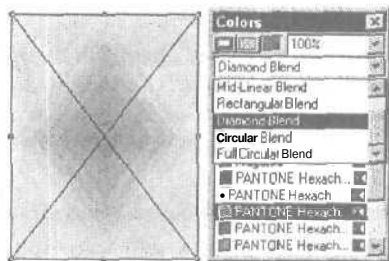 Colors
100%
Diamond Blend
Mid-Linear Blend
Rectangular Blend
Diamond Blend
Circular Blend
Full Circular Blend
PANTONE Hexach...
PANTONE Hexach
PANTONE Hexach.
PANTONE Hexach...
PANTONE Hexach...